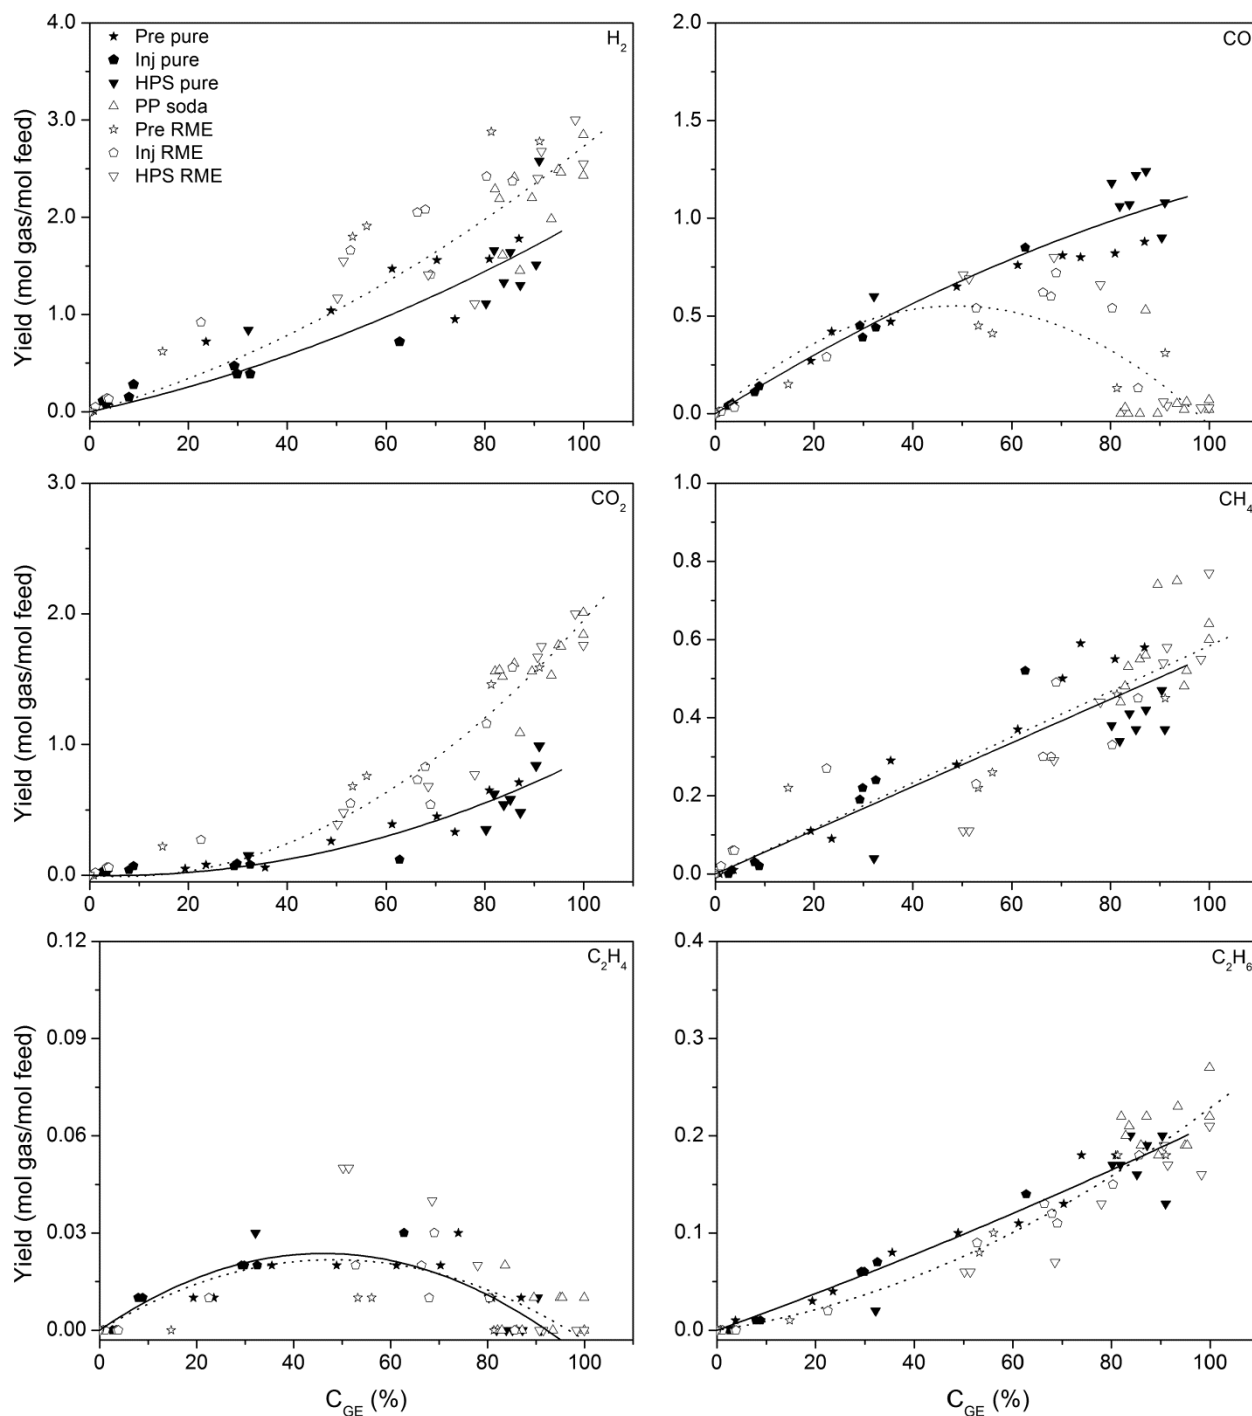 4.0
3.0
2.0
1.0
0.0
0 20 40 60 80 100
H2
Pre pure
Inj pure
HPS pure
PP soda
Pre RME
Inj RME
HPS RME
Yield (mol gas/mol feed)
2.0
1.5
1.0
0.5
0.0
0 20 40 60 80 100
CO
3.0
2.0
1.0
0.0
0 20 40 60 80 100
CO2
Yield (mol gas/mol feed)
1.0
0.8
0.6
0.4
0.2
0.0
0 20 40 60 80 100
CH4
0.12
0.09
0.06
0.03
0.00
0 20 40 60 80 100
C2H4
Yield (mol gas/mol feed)
CGE (%)
0.4
0.3
0.2
0.1
0.0
0 20 40 60 80 100
C2H6
CGE (%)